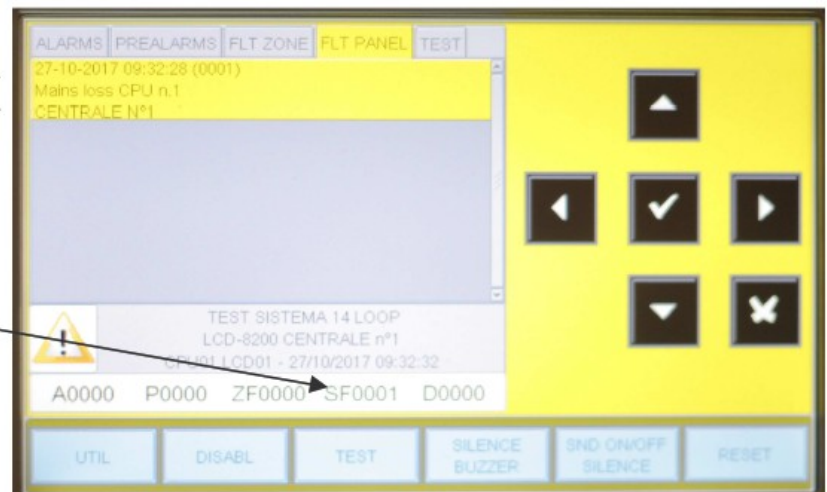 ALARMS PREALARMS FLT ZONE FLT PANEL TEST
27-10-2017 09:32:28 (0001)
Mains loss CPU n.1
CENTRALE N°1
TEST SISTEMA 14 LOOP
LCD-8200 CENTRALE n°1
CPU01 LCD01 - 27/10/2017 09:32:32
A0000 P0000 ZF0000 SF0001 D0000
UTIL DISABL TEST SILENCE BUZZER SND ON/OFF SILENCE RESET